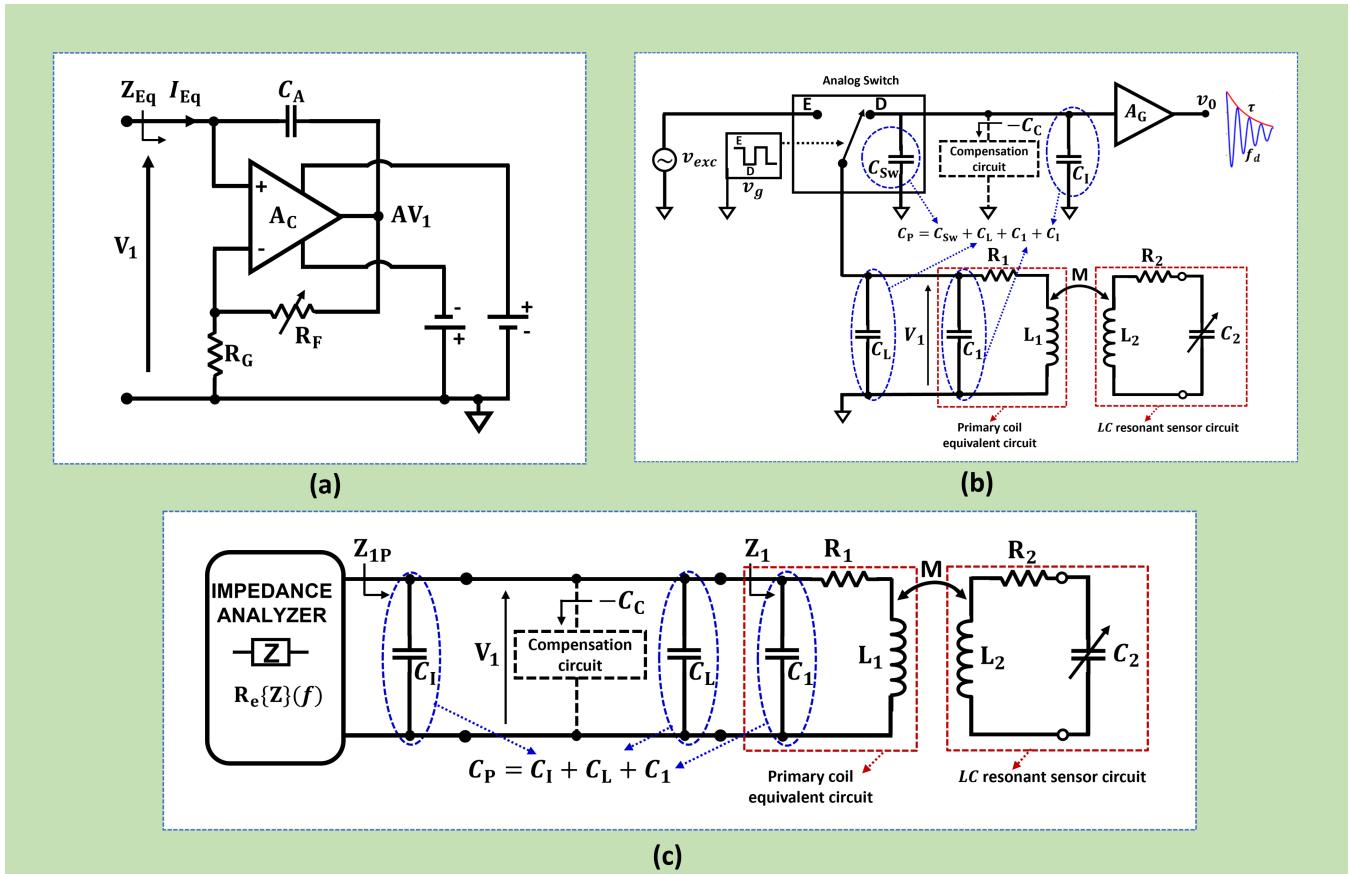 Z_Eq I_Eq C_A
+
A_C AV_1
-
V_1
- +
+ -
R_F
R_G
(a)
Analog Switch
E D
A_G v_0 τ
f_d
−C_C
Compensation
circuit
v_exc
E
D
v_g
C_Sw
C_I
C_P = C_Sw + C_L + C_1 + C_I
R_1 M R_2
C_L V_1 C_1 L_1 L_2 C_2
Primary coil
equivalent circuit
LC resonant sensor circuit
(b)
IMPEDANCE
ANALYZER
Z
R_e{Z}(f)
Z_1P Z_1 R_1 M R_2
−C_C
V_1 Compensation
circuit
C_I C_L C_1 L_1 L_2 C_2
C_P = C_I + C_L + C_1
Primary coil
equivalent circuit
LC resonant sensor circuit
(c)